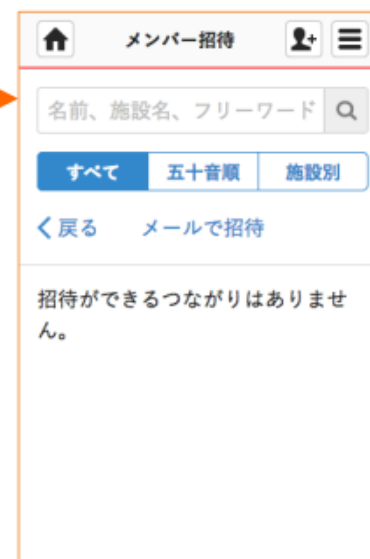 メンバー招待
名前、施設名、フリーワード
すべて 五十音順 施設別
戻る メールで招待
招待ができるつながりはありませ
ん。